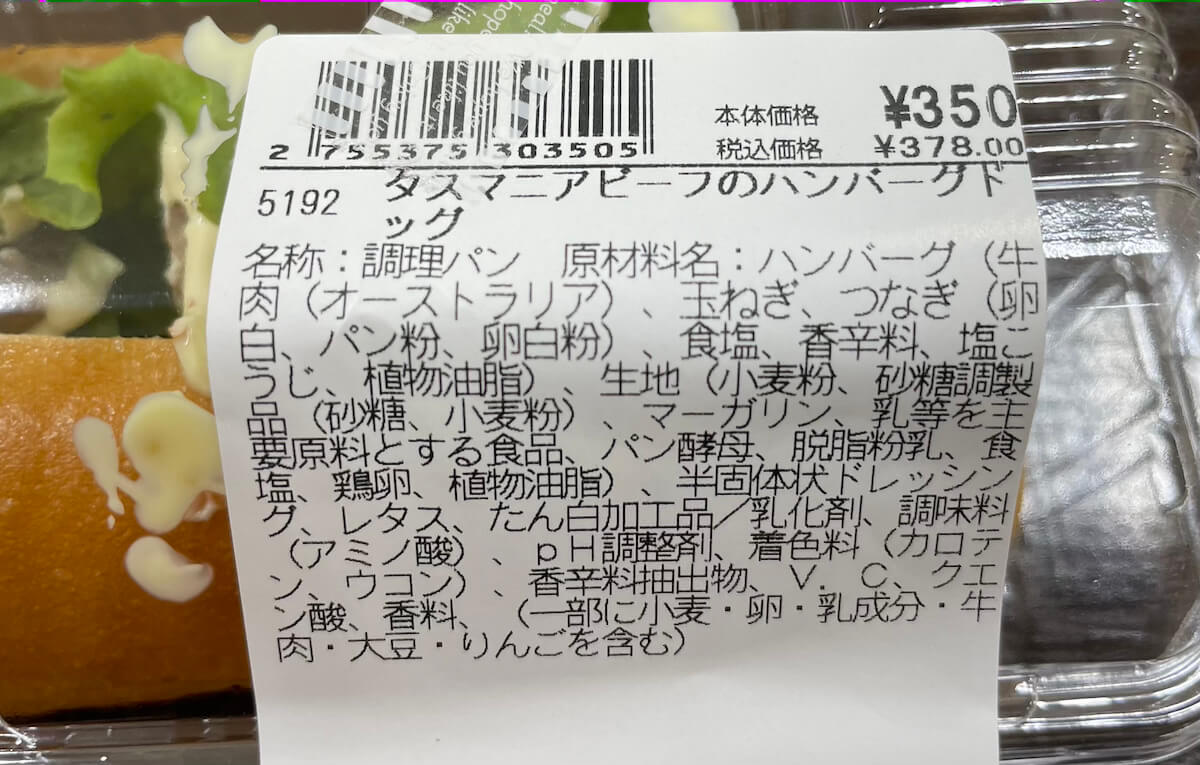 本体価格 ¥350
税込価格 ¥378.00
2 755375 303505
5192 タスマニアビーフのハンバーグド
ッグ
名称：調理パン　原材料名：ハンバーグ（牛
肉（オーストラリア）、玉ねぎ、つなぎ（卵
白、パン粉、卵白粉）、食塩、香辛料、塩こ
うじ、植物油脂）、生地（小麦粉、砂糖調製
品（砂糖、小麦粉）、マーガリン、乳等を主
要原料とする食品、パン酵母、脱脂粉乳、食
塩、鶏卵、植物油脂）、半固体状ドレッシン
グ、レタス、たん白加工品／乳化剤、調味料
（アミノ酸）、ｐＨ調整剤、着色料（カロテ
ン、ウコン）、香辛料抽出物、Ｖ．Ｃ、クエ
ン酸、香料、（一部に小麦・卵・乳成分・牛
肉・大豆・りんごを含む）